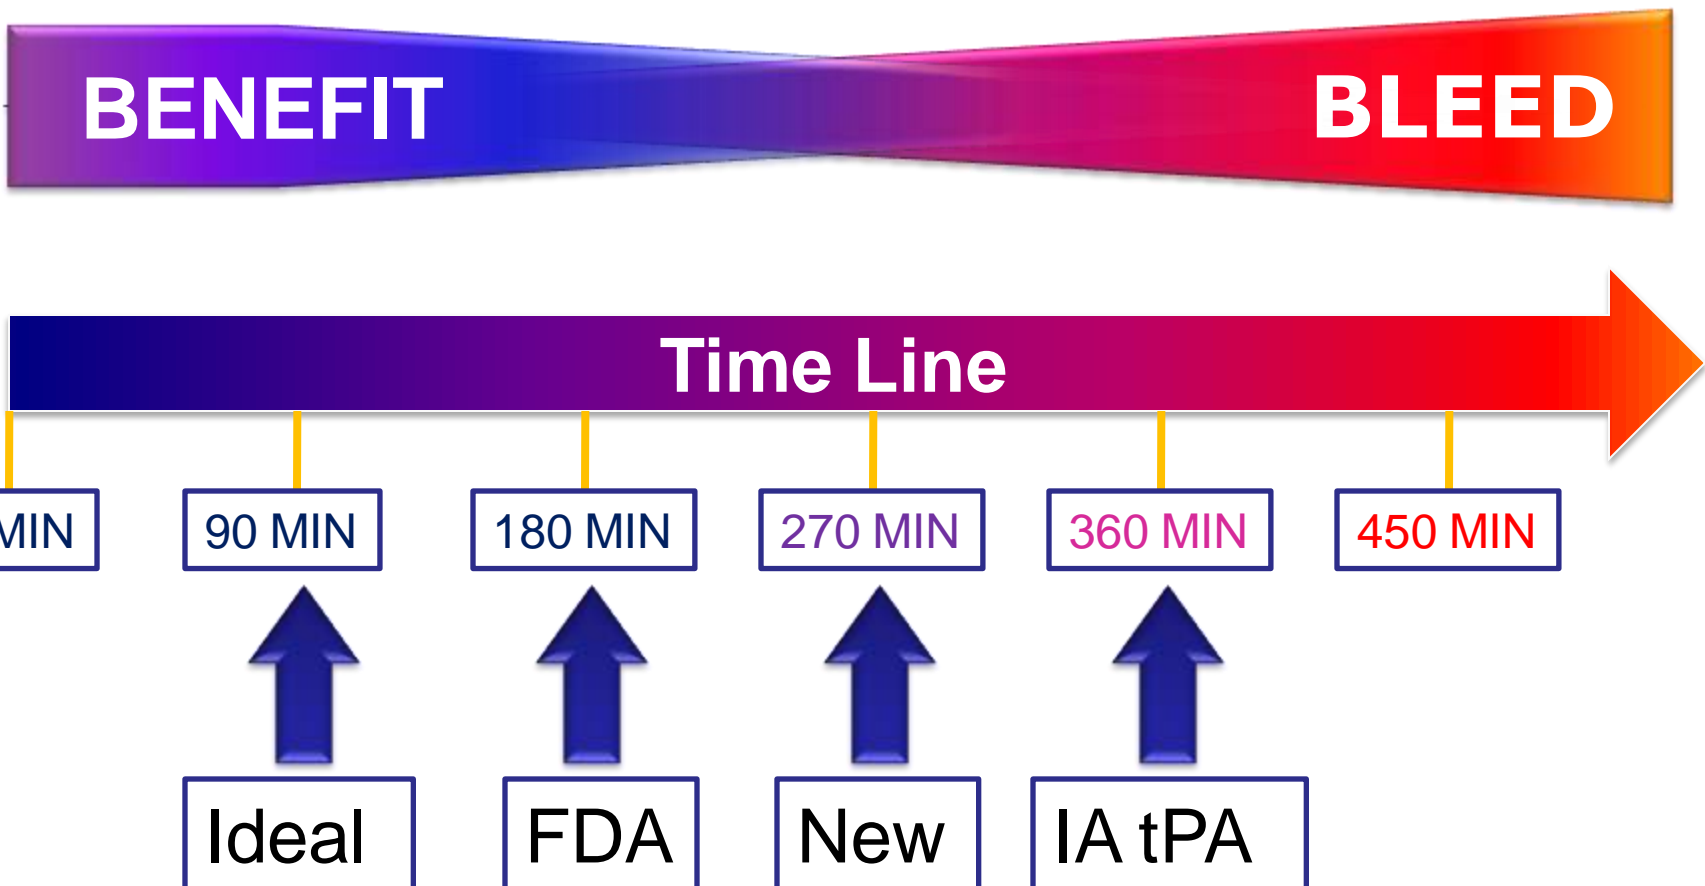 BENEFIT BLEED
Time Line
MIN 90 MIN 180 MIN 270 MIN 360 MIN 450 MIN
Ideal FDA New IA tPA